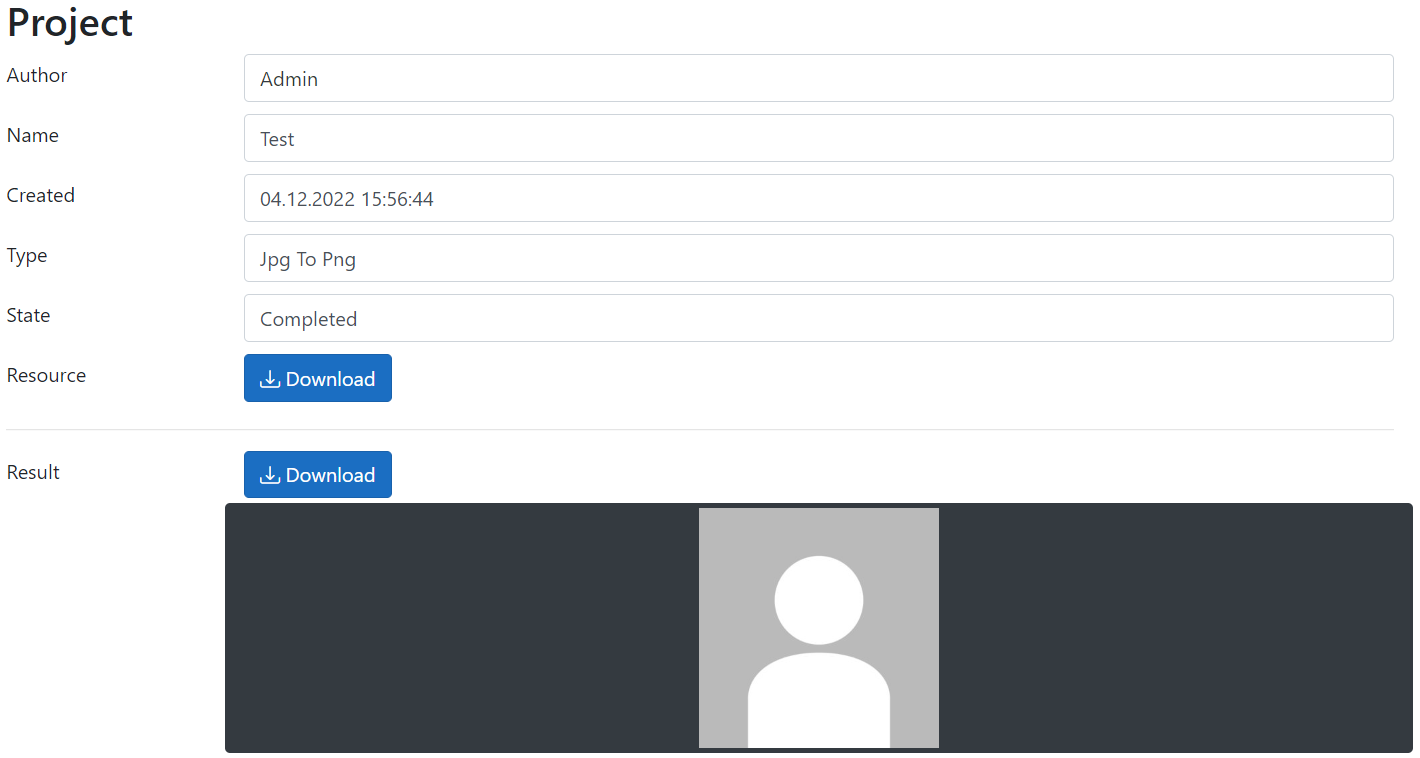 Project
Author Admin
Name Test
Created 04.12.2022 15:56:44
Type Jpg To Png
State Completed
Resource Download
Result Download